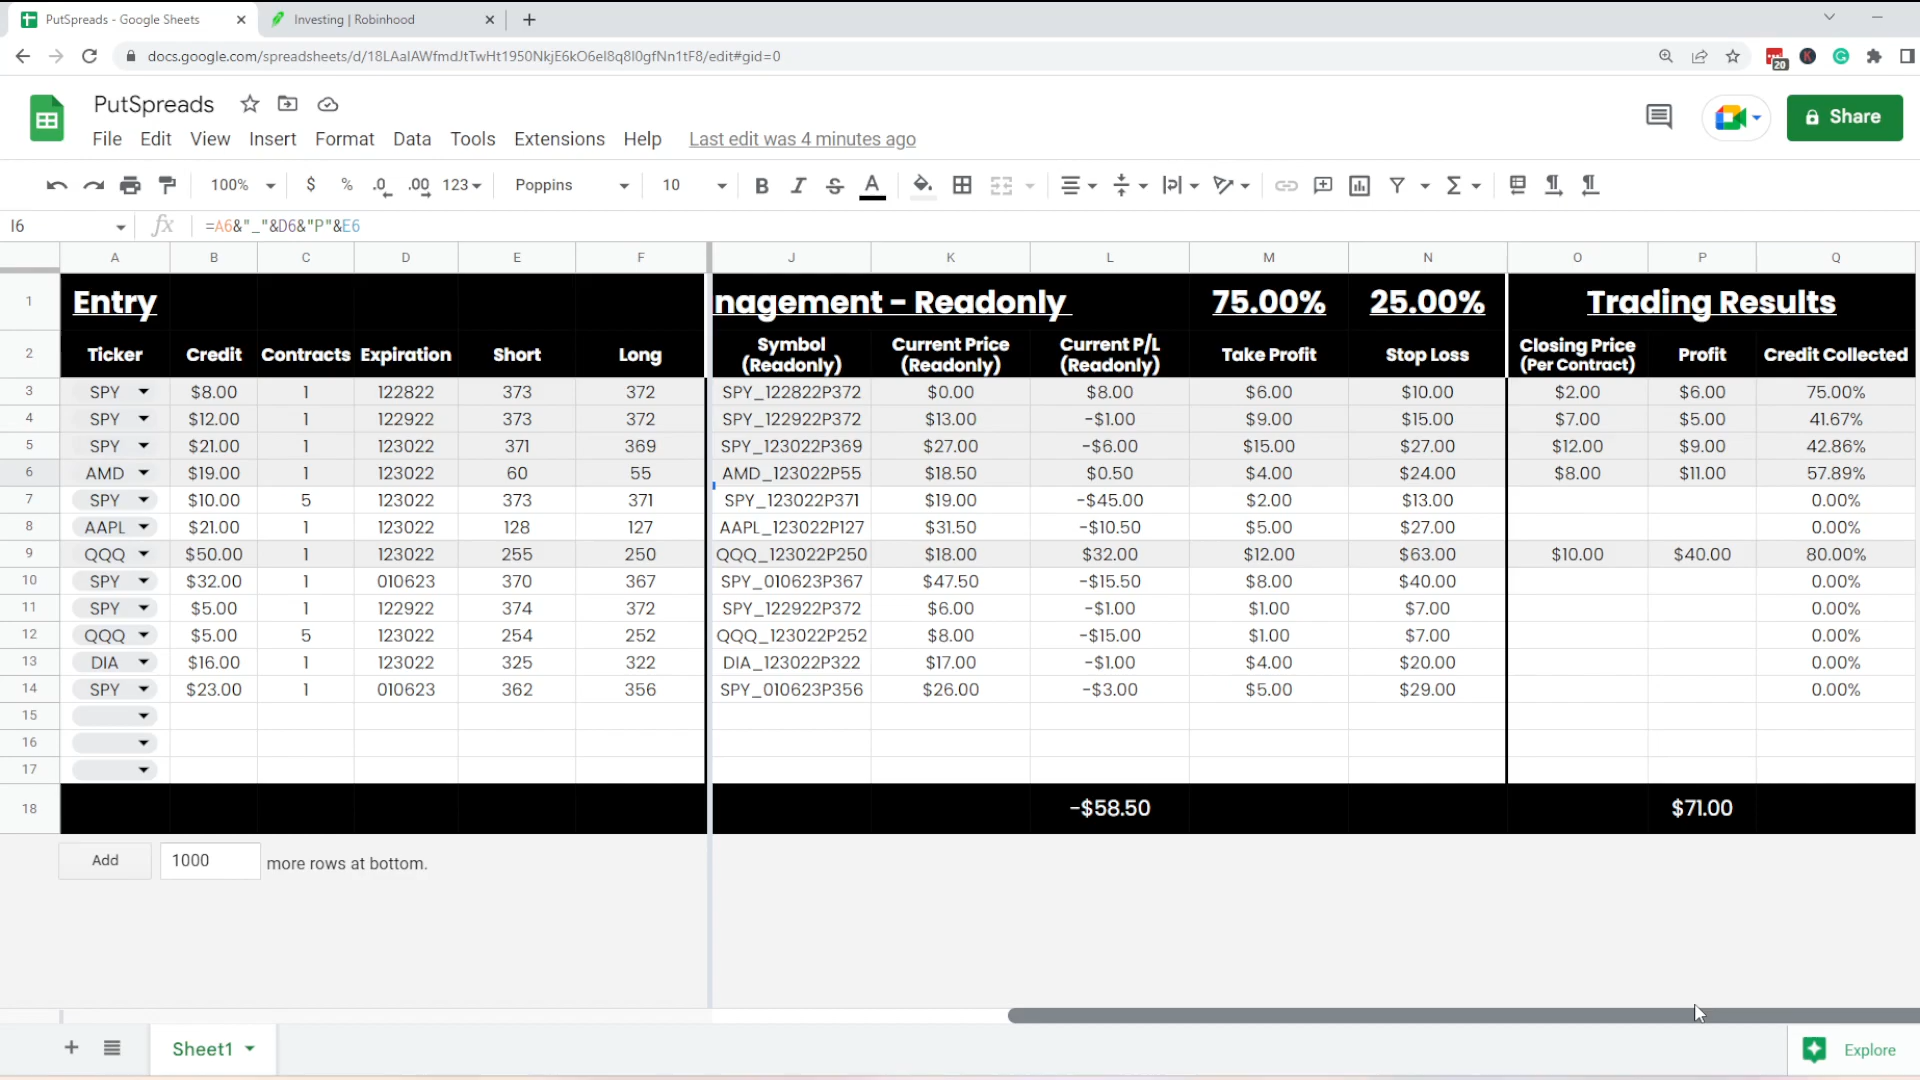 PutSpreads - Google Sheets
Investing | Robinhood
docs.google.com/spreadsheets/d/18LAaIAWfmdJtTwHt1950NkjE6kO6eI8q8I0gfNn1tF8/edit#gid=0
20
PutSpreads
File Edit View Insert Format Data Tools Extensions Help Last edit was 4 minutes ago
Share
100% $ % .0 .00 123 Poppins 10 B I S A
I6 fx =A6&"_"&D6&"P"&E6
A B C D E F J K L M N O P Q
1 Entry nagement - Readonly 75.00% 25.00% Trading Results
2 Ticker Credit Contracts Expiration Short Long Symbol (Readonly) Current Price (Readonly) Current P/L (Readonly) Take Profit Stop Loss Closing Price (Per Contract) Profit Credit Collected
3 SPY $8.00 1 122822 373 372 SPY_122822P372 $0.00 $8.00 $6.00 $10.00 $2.00 $6.00 75.00%
4 SPY $12.00 1 122922 373 372 SPY_122922P372 $13.00 -$1.00 $9.00 $15.00 $7.00 $5.00 41.67%
5 SPY $21.00 1 123022 371 369 SPY_123022P369 $27.00 -$6.00 $15.00 $27.00 $12.00 $9.00 42.86%
6 AMD $19.00 1 123022 60 55 AMD_123022P55 $18.50 $0.50 $4.00 $24.00 $8.00 $11.00 57.89%
7 SPY $10.00 5 123022 373 371 SPY_123022P371 $19.00 -$45.00 $2.00 $13.00 0.00%
8 AAPL $21.00 1 123022 128 127 AAPL_123022P127 $31.50 -$10.50 $5.00 $27.00 0.00%
9 QQQ $50.00 1 123022 255 250 QQQ_123022P250 $18.00 $32.00 $12.00 $63.00 $10.00 $40.00 80.00%
10 SPY $32.00 1 010623 370 367 SPY_010623P367 $47.50 -$15.50 $8.00 $40.00 0.00%
11 SPY $5.00 1 122922 374 372 SPY_122922P372 $6.00 -$1.00 $1.00 $7.00 0.00%
12 QQQ $5.00 5 123022 254 252 QQQ_123022P252 $8.00 -$15.00 $1.00 $7.00 0.00%
13 DIA $16.00 1 123022 325 322 DIA_123022P322 $17.00 -$1.00 $4.00 $20.00 0.00%
14 SPY $23.00 1 010623 362 356 SPY_010623P356 $26.00 -$3.00 $5.00 $29.00 0.00%
15
16
17
18 -$58.50 $71.00
Add 1000 more rows at bottom.
Sheet1
Explore